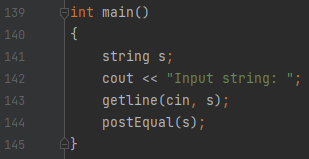 139 int main()
140 {
141 string s;
142 cout << "Input string: ";
143 getline(cin, s);
144 postEqual(s);
145 }